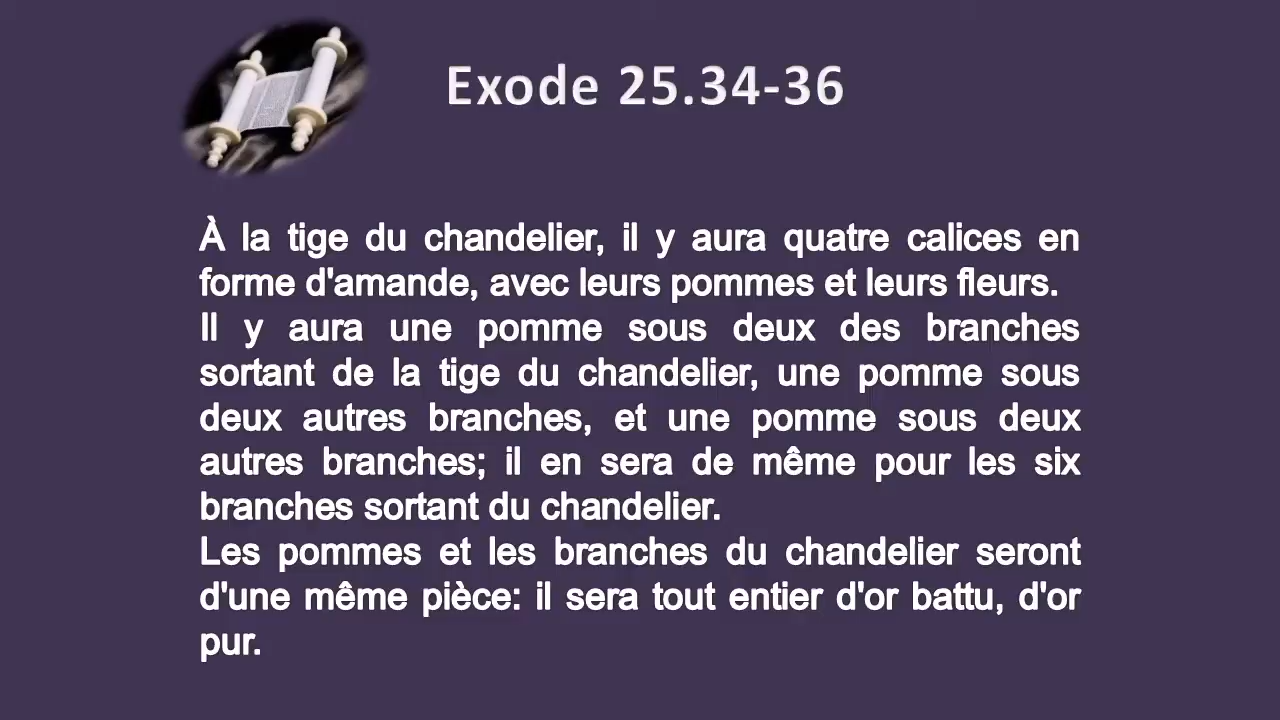 Exode 25.34-36
À la tige du chandelier, il y aura quatre calices en
forme d'amande, avec leurs pommes et leurs fleurs.
Il y aura une pomme sous deux des branches
sortant de la tige du chandelier, une pomme sous
deux autres branches, et une pomme sous deux
autres branches; il en sera de même pour les six
branches sortant du chandelier.
Les pommes et les branches du chandelier seront
d'une même pièce: il sera tout entier d'or battu, d'or
pur.